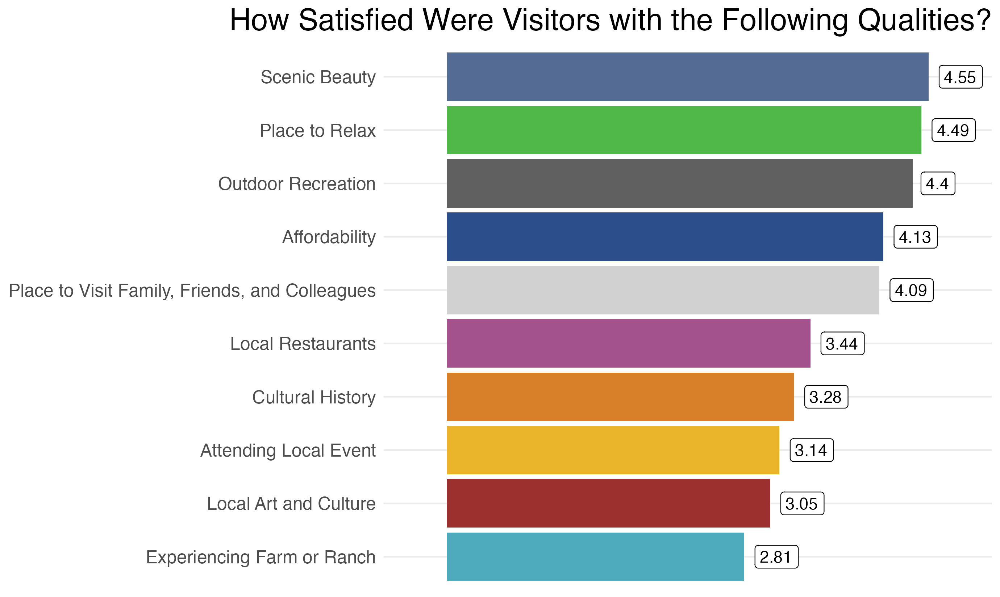 How Satisfied Were Visitors with the Following Qualities?
Scenic Beauty 4.55
Place to Relax 4.49
Outdoor Recreation 4.4
Affordability 4.13
Place to Visit Family, Friends, and Colleagues 4.09
Local Restaurants 3.44
Cultural History 3.28
Attending Local Event 3.14
Local Art and Culture 3.05
Experiencing Farm or Ranch 2.81